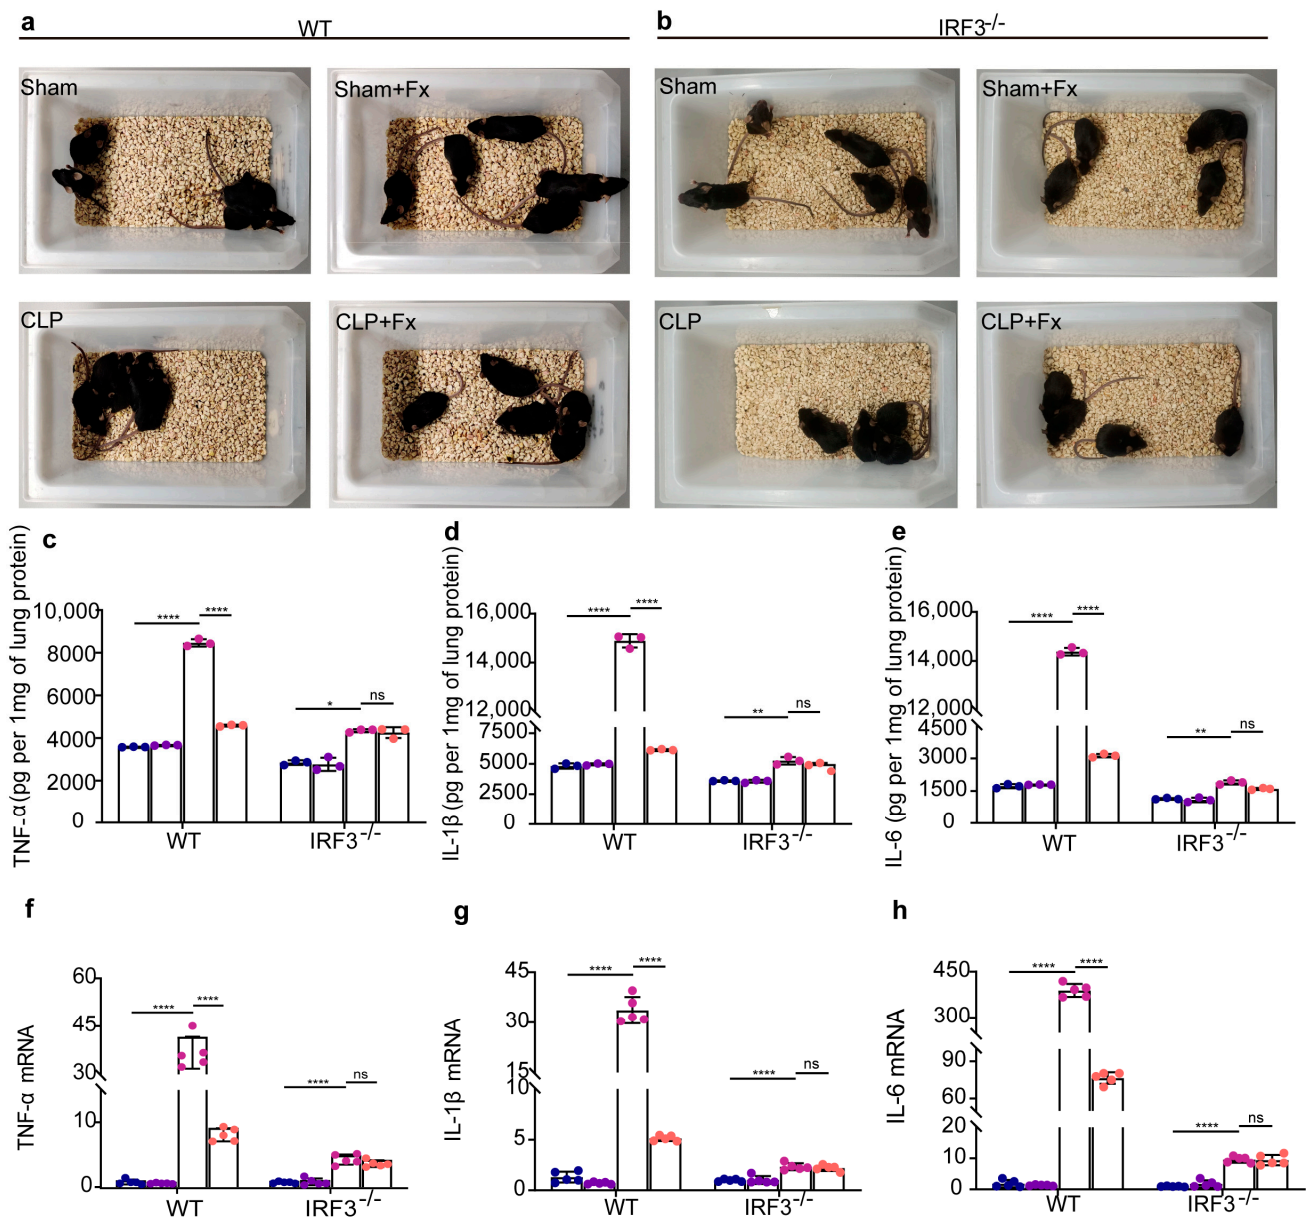 a
WT
b
IRF3-/-
Sham
Sham+Fx
Sham
Sham+Fx
CLP
CLP+Fx
CLP
CLP+Fx
c
TNF-α (pg per 1mg of lung protein)
10,000
8000
6000
4000
2000
0
****
****
*
ns
WT
IRF3-/-
d
IL-1β (pg per 1mg of lung protein)
16,000
14,000
12,000
7500
5000
2500
0
****
****
**
ns
WT
IRF3-/-
e
IL-6 (pg per 1mg of lung protein)
16,000
14,000
12,000
4500
3000
1500
0
****
****
**
ns
WT
IRF3-/-
f
TNF-α mRNA
60
45
30
10
0
****
****
****
ns
WT
IRF3-/-
g
IL-1β mRNA
45
30
15
10
5
0
****
****
****
ns
WT
IRF3-/-
h
IL-6 mRNA
450
300
90
60
20
10
0
****
****
****
ns
WT
IRF3-/-